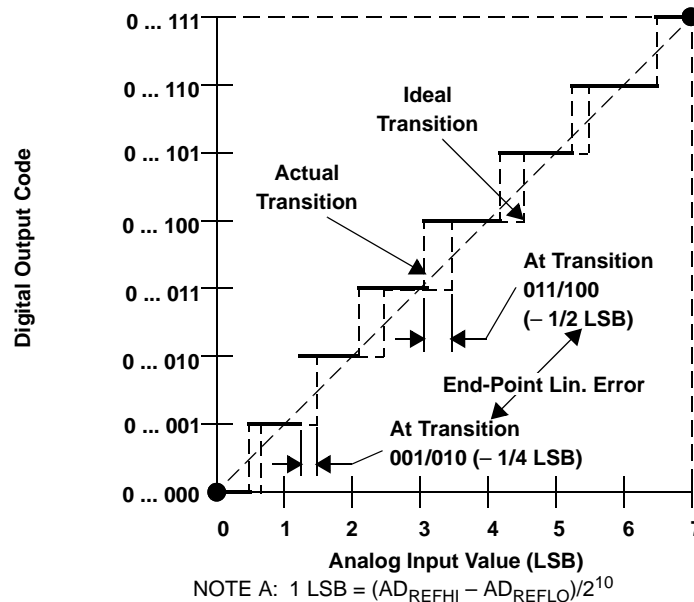 0 ... 111
0 ... 110
0 ... 101
0 ... 100
0 ... 011
0 ... 010
0 ... 001
0 ... 000
Digital Output Code
Ideal
Transition
Actual
Transition
At Transition
011/100
(– 1/2 LSB)
End-Point Lin. Error
At Transition
001/010 (– 1/4 LSB)
0 1 2 3 4 5 6 7
Analog Input Value (LSB)
NOTE A: 1 LSB = (AD_REFHI – AD_REFLO)/2^10